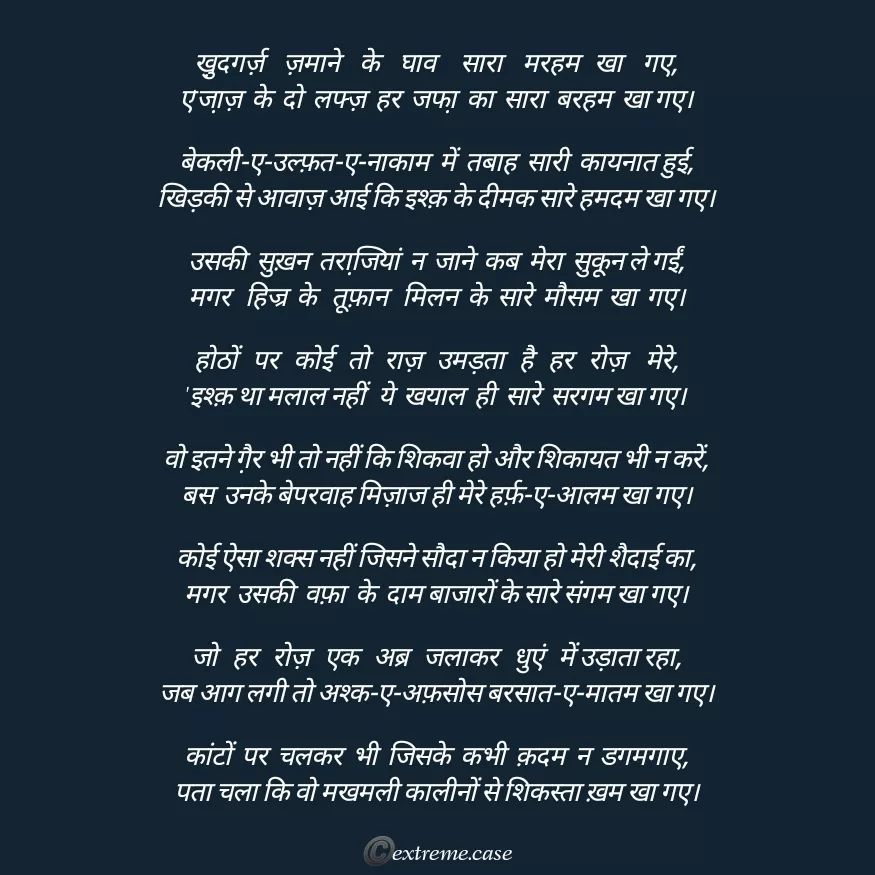 ख़ुदगर्ज़ ज़माने के घाव सारा मरहम खा गए,
ए'जाज़ के दो लफ्ज़ हर जफा़ का सारा बरहम खा गए।
बेकली-ए-उल्फ़त-ए-नाकाम में तबाह सारी कायनात हुई,
खिड़की से आवाज़ आई कि इश्क़ के दीमक सारे हमदम खा गए।
उसकी सुख़न तराज़ियां न जाने कब मेरा सुकून ले गईं,
मगर हिज्र के तूफ़ान मिलन के सारे मौसम खा गए।
होठों पर कोई तो राज़ उमड़ता है हर रोज़ मेरे,
'इश्क़ था मलाल नहीं' ये खयाल ही सारे सरगम खा गए।
वो इतने ग़ैर भी तो नहीं कि शिकवा हो और शिकायत भी न करें,
बस उनके बेपरवाह मिज़ाज ही मेरे हर्फ़-ए-आलम खा गए।
कोई ऐसा शक्स नहीं जिसने सौदा न किया हो मेरी शैदाई का,
मगर उसकी वफ़ा के दाम बाजारों के सारे संगम खा गए।
जो हर रोज़ एक अब्र जलाकर धुएं में उड़ाता रहा,
जब आग लगी तो अश्क-ए-अफ़सोस बरसात-ए-मातम खा गए।
कांटों पर चलकर भी जिसके कभी क़दम न डगमगाए,
पता चला कि वो मखमली कालीनों से शिकस्ता ख़म खा गए।
©extreme.case